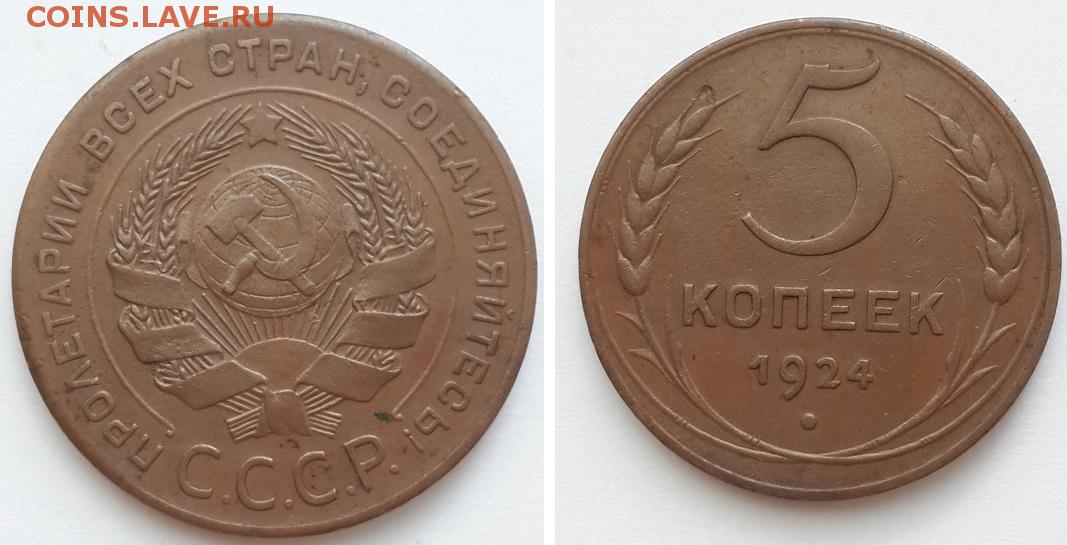 COINS.LAVE.RU
ПРОЛЕТАРИИ ВСЕХ СТРАН, СОЕДИНЯЙТЕСЬ!
С.С.С.Р.
5
КОПЕЕК
1924